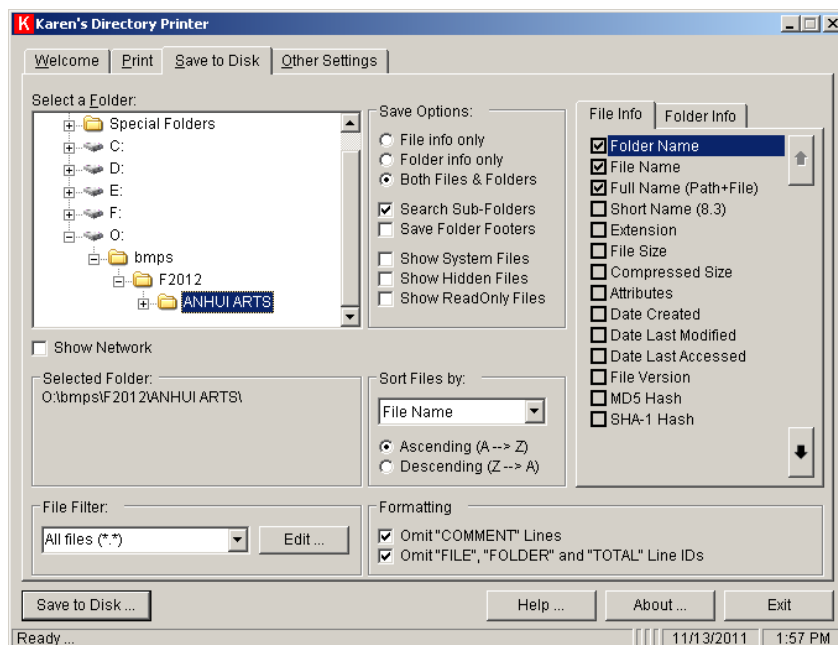 K Karen's Directory Printer
Welcome Print Save to Disk Other Settings
Select a Folder:
Special Folders
C:
D:
E:
F:
O:
bmps
F2012
ANHUI ARTS
Show Network
Selected Folder:
O:\bmps\F2012\ANHUI ARTS\
File Filter:
All files (*.*) Edit ...
Save Options:
File info only
Folder info only
Both Files & Folders
Search Sub-Folders
Save Folder Footers
Show System Files
Show Hidden Files
Show ReadOnly Files
Sort Files by:
File Name
Ascending (A --> Z)
Descending (Z --> A)
File Info Folder Info
Folder Name
File Name
Full Name (Path+File)
Short Name (8.3)
Extension
File Size
Compressed Size
Attributes
Date Created
Date Last Modified
Date Last Accessed
File Version
MD5 Hash
SHA-1 Hash
Formatting
Omit "COMMENT" Lines
Omit "FILE", "FOLDER" and "TOTAL" Line IDs
Save to Disk ... Help ... About ... Exit
Ready ... 11/13/2011 1:57 PM